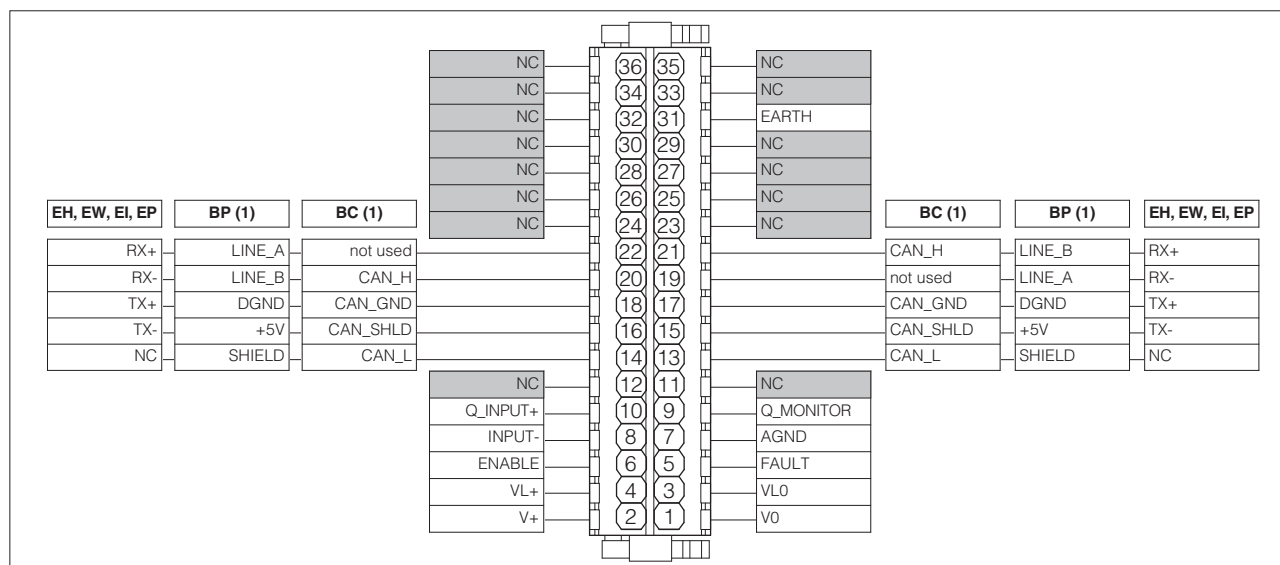 NC 36 35 NC
NC 34 33 NC
NC 32 31 EARTH
NC 30 29 NC
NC 28 27 NC
NC 26 25 NC
EH, EW, EI, EP BP (1) BC (1) NC 24 23 NC BC (1) BP (1) EH, EW, EI, EP
RX+ LINE_A not used 22 21 CAN_H LINE_B RX+
RX- LINE_B CAN_H 20 19 not used LINE_A RX-
TX+ DGND CAN_GND 18 17 CAN_GND DGND TX+
TX- +5V CAN_SHLD 16 15 CAN_SHLD +5V TX-
NC SHIELD CAN_L 14 13 CAN_L SHIELD NC
NC 12 11 NC
Q_INPUT+ 10 9 Q_MONITOR
INPUT- 8 7 AGND
ENABLE 6 5 FAULT
VL+ 4 3 VL0
V+ 2 1 V0